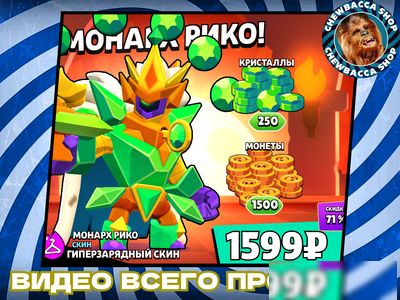 CHEWBACCA SHOP
CHEWBACCA SHOP
МОНАРХ РИКО!
КРИСТАЛЛЫ
250
МОНЕТЫ
1500
СКИДКА
71 %
МОНАРХ РИКО
СКИН
ГИПЕРЗАРЯДНЫЙ СКИН
1599₽
ВИДЕО ВСЕГО